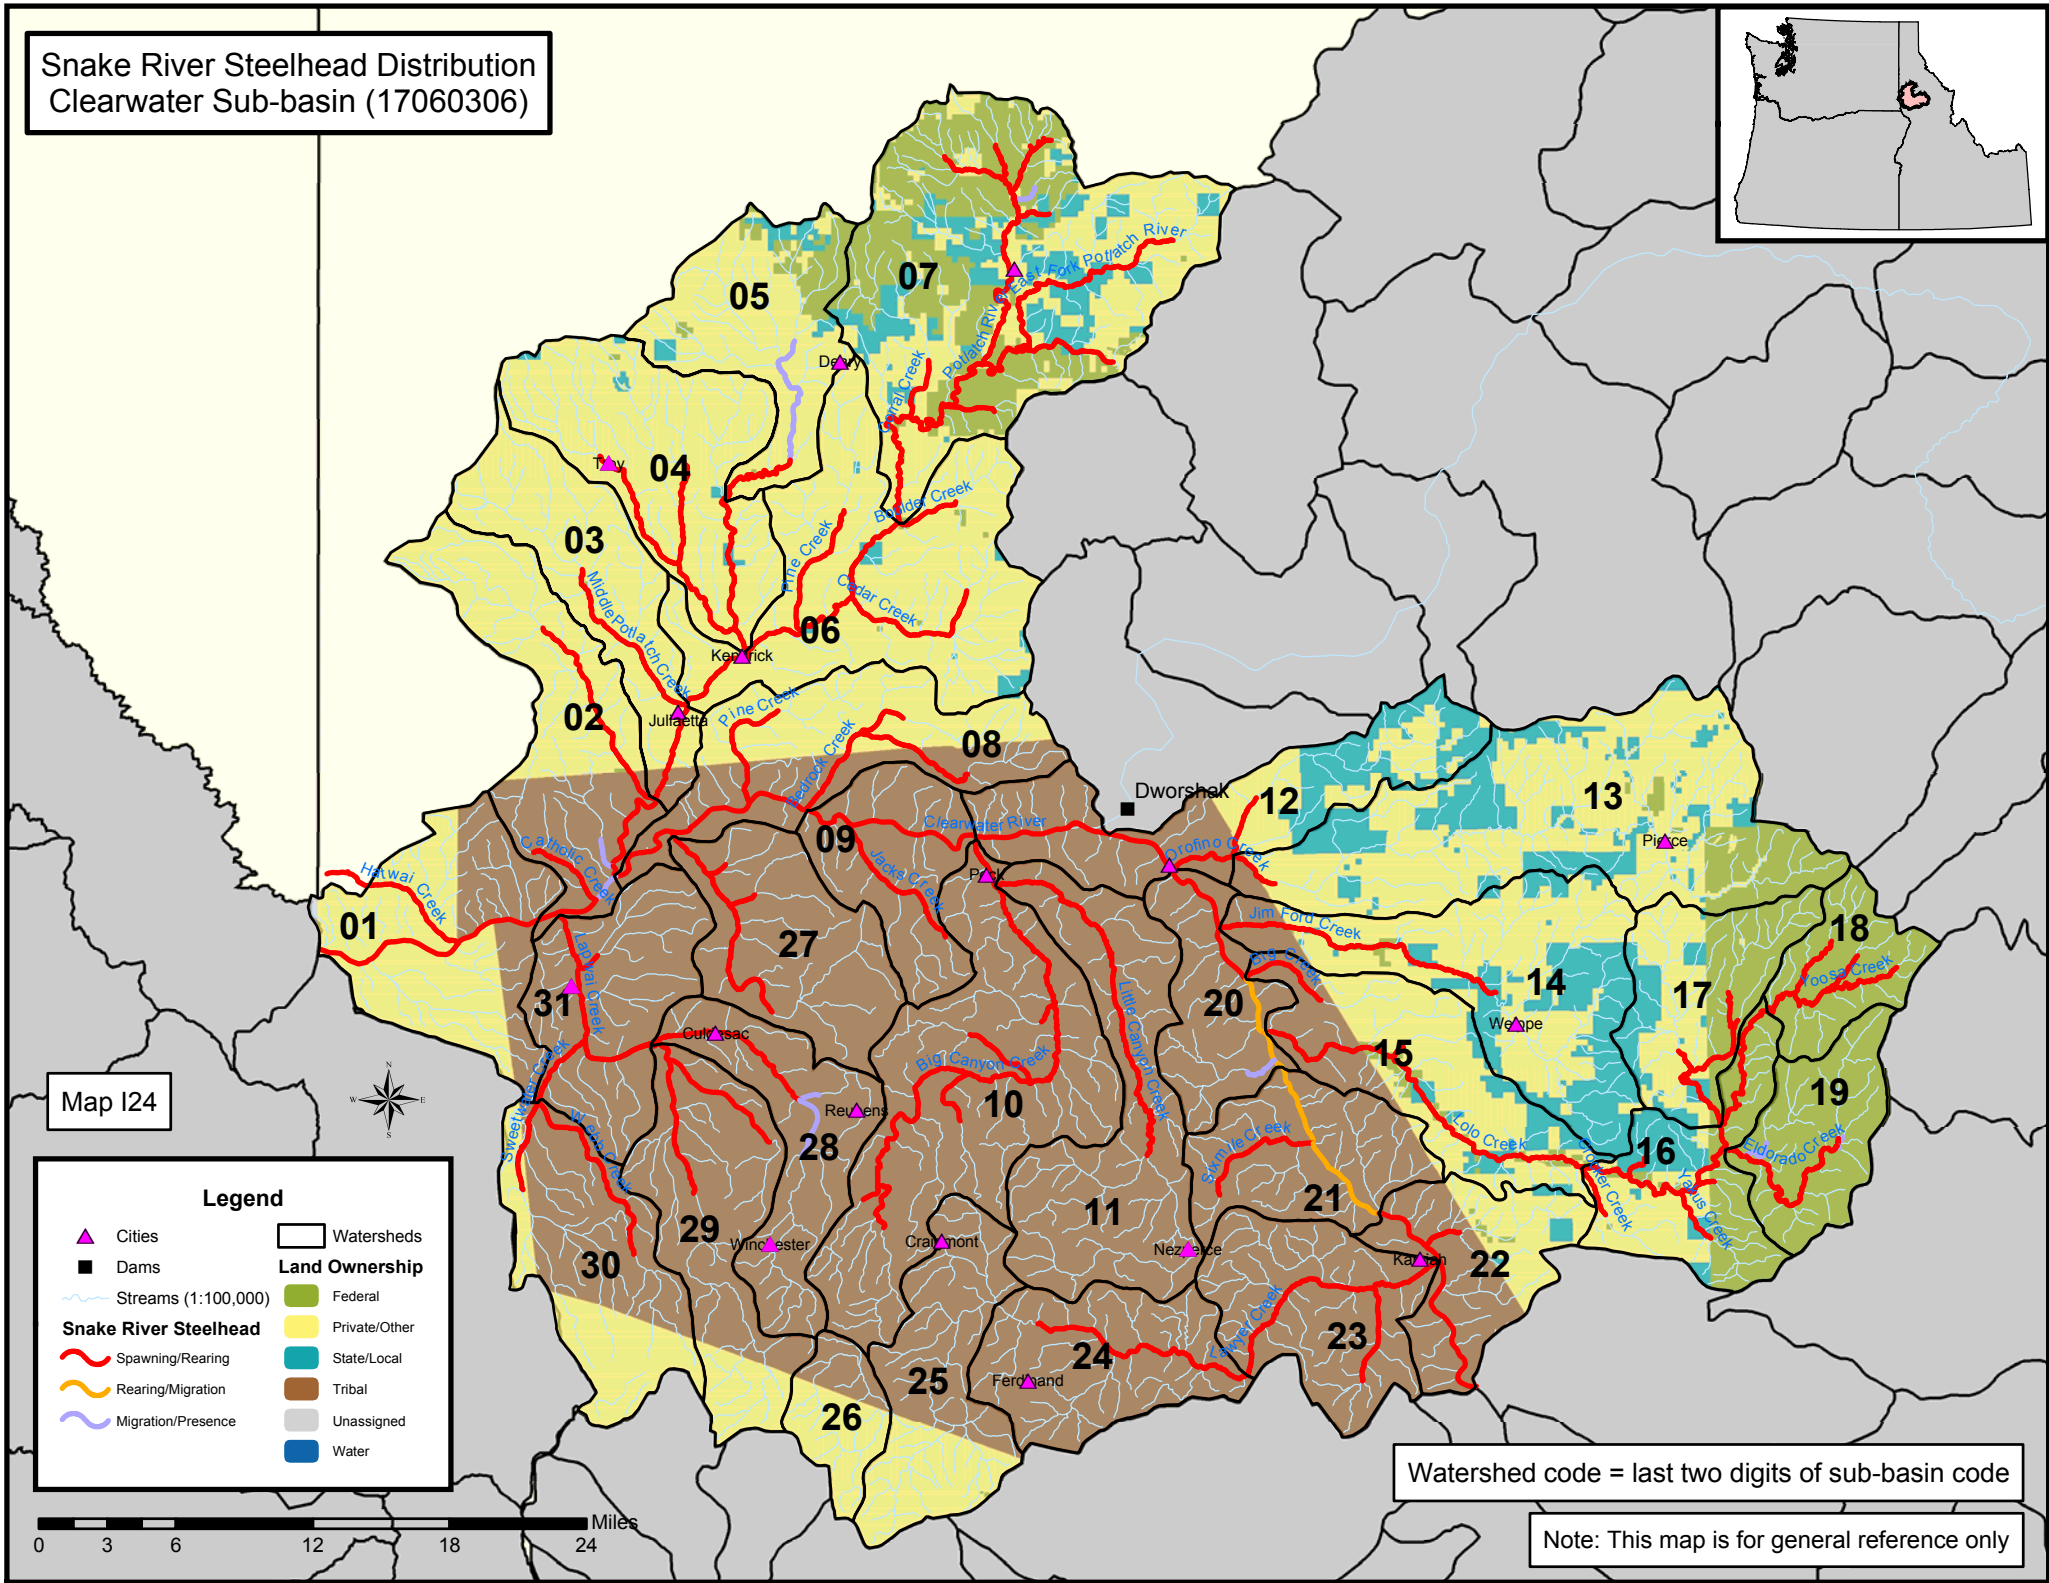 Snake River Steelhead Distribution
Clearwater Sub-basin (17060306)
07
05
East Fork Potlatch River
Potlatch River
Deary
Corral Creek
Troy
04
Boulder Creek
03
Pine Creek
Middle Potlatch Creek
Cedar Creek
06
Kendrick
02
Juliaetta
Pine Creek
Bedrock Creek
08
Dworshak
12
13
Clearwater River
09
Pierce
Catholic Creek
Orofino Creek
Hatwai Creek
Jacks Creek
Peck
01
Jim Ford Creek
18
27
Lapwai Creek
Big Creek
Yoosa Creek
14
17
31
20
Little Canyon Creek
Weippe
Culdesac
15
Big Canyon Creek
Sweetwater Creek
19
Map I24
N
W
E
S
10
Reubens
Webb Creek
28
Lolo Creek
Eldorado Creek
16
Sixmile Creek
Crocker Creek
Yakus Creek
21
11
29
Winchester
Craigmont
Nezperce
Kamiah
22
30
Lawyer Creek
23
24
25
Ferdinand
26
Legend
Cities
Dams
Streams (1:100,000)
Snake River Steelhead
Spawning/Rearing
Rearing/Migration
Migration/Presence
Watersheds
Land Ownership
Federal
Private/Other
State/Local
Tribal
Unassigned
Water
Miles
0 3 6 12 18 24
Watershed code = last two digits of sub-basin code
Note: This map is for general reference only